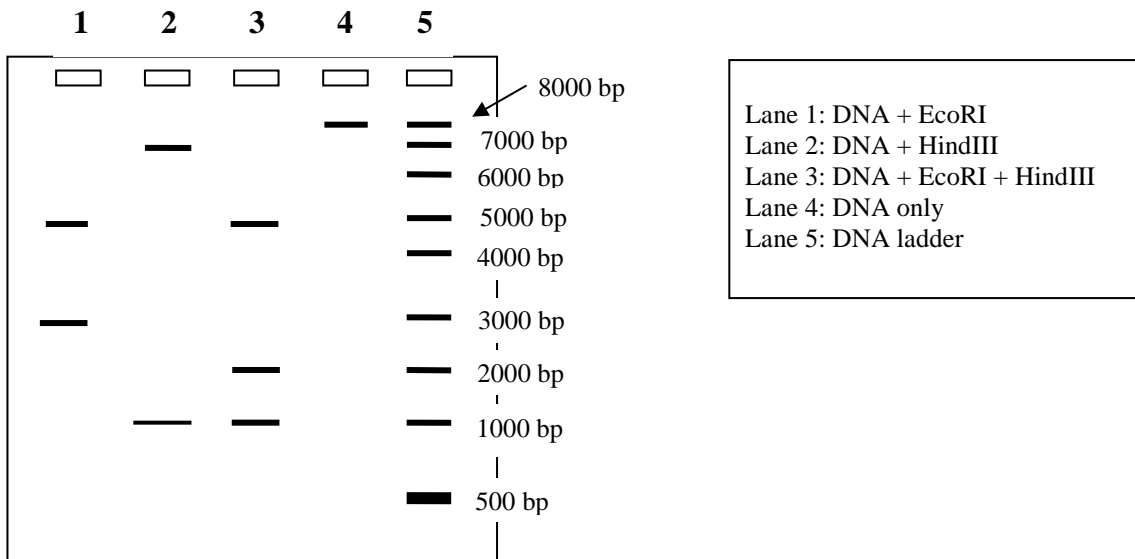 1 2 3 4 5
8000 bp
7000 bp
6000 bp
5000 bp
4000 bp
3000 bp
2000 bp
1000 bp
500 bp
Lane 1: DNA + EcoRI
Lane 2: DNA + HindIII
Lane 3: DNA + EcoRI + HindIII
Lane 4: DNA only
Lane 5: DNA ladder